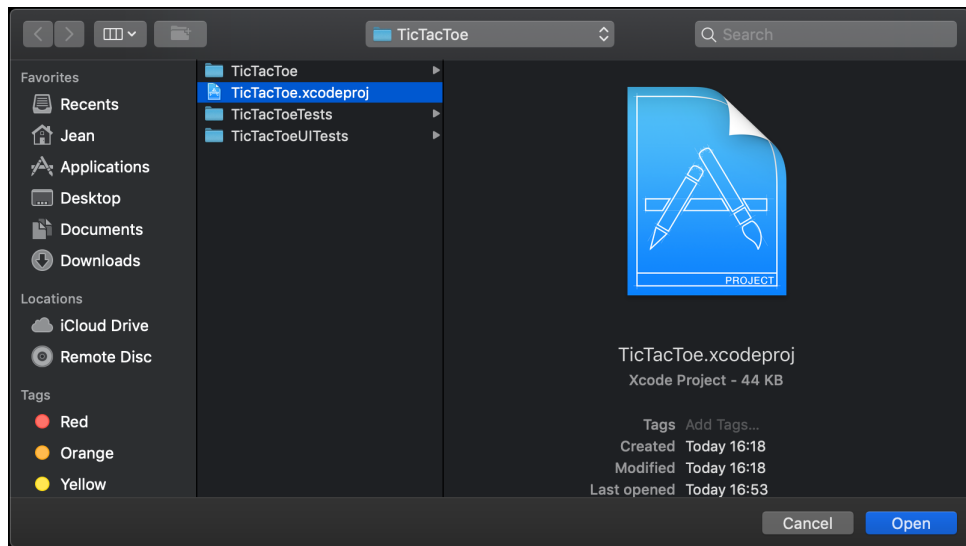 TicTacToe
Search
Favorites
Recents
Jean
Applications
Desktop
Documents
Downloads
Locations
iCloud Drive
Remote Disc
Tags
Red
Orange
Yellow
TicTacToe
TicTacToe.xcodeproj
TicTacToeTests
TicTacToeUITests
PROJECT
TicTacToe.xcodeproj
Xcode Project - 44 KB
Tags Add Tags...
Created Today 16:18
Modified Today 16:18
Last opened Today 16:53
Cancel
Open